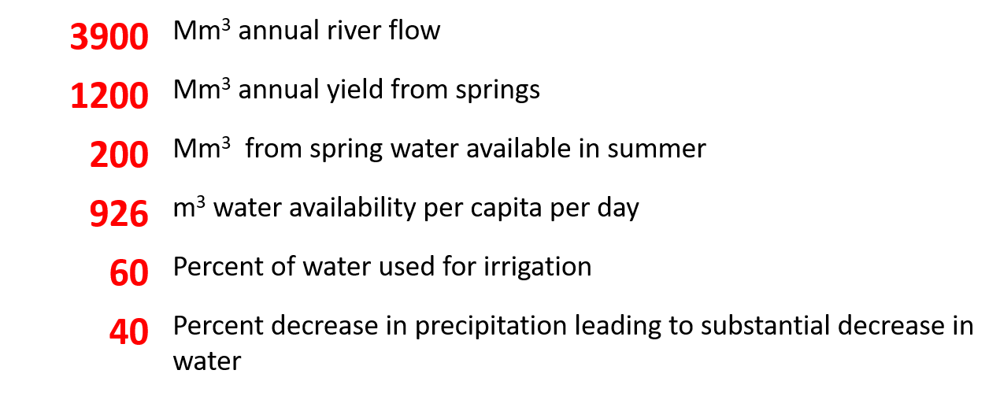 3900 Mm³ annual river flow
1200 Mm³ annual yield from springs
200 Mm³ from spring water available in summer
926 m³ water availability per capita per day
60 Percent of water used for irrigation
40 Percent decrease in precipitation leading to substantial decrease in
water